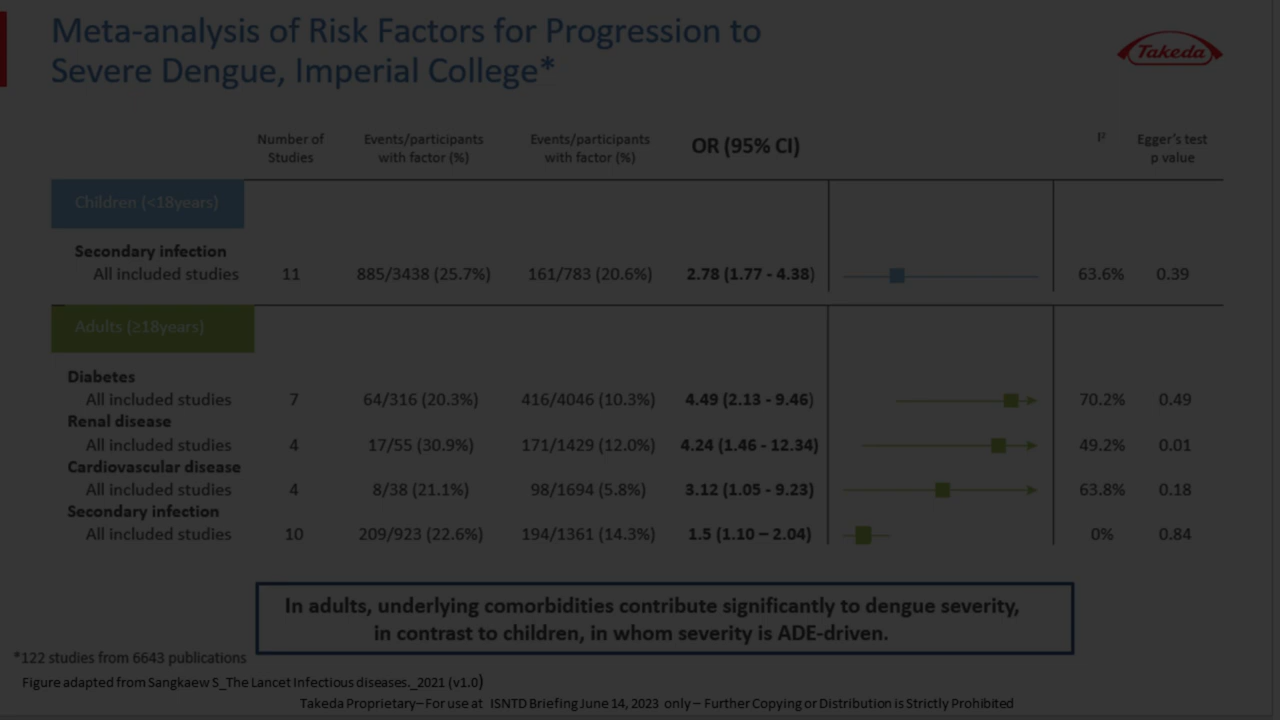 Meta-analysis of Risk Factors for Progression to
Severe Dengue, Imperial College*
Takeda
Number of Studies Events/participants with factor (%) Events/participants with factor (%) OR (95% CI) I² Egger's test p value
Children (<18years)
Secondary infection
All included studies 11 885/3438 (25.7%) 161/783 (20.6%) 2.78 (1.77 - 4.38) 63.6% 0.39
Adults (≥18years)
Diabetes
All included studies 7 64/316 (20.3%) 416/4046 (10.3%) 4.49 (2.13 - 9.46) 70.2% 0.49
Renal disease
All included studies 4 17/55 (30.9%) 171/1429 (12.0%) 4.24 (1.46 - 12.34) 49.2% 0.01
Cardiovascular disease
All included studies 4 8/38 (21.1%) 98/1694 (5.8%) 3.12 (1.05 - 9.23) 63.8% 0.18
Secondary infection
All included studies 10 209/923 (22.6%) 194/1361 (14.3%) 1.5 (1.10 – 2.04) 0% 0.84
In adults, underlying comorbidities contribute significantly to dengue severity,
in contrast to children, in whom severity is ADE-driven.
*122 studies from 6643 publications
Figure adapted from Sangkaew S_The Lancet Infectious diseases._2021 (v1.0)
Takeda Proprietary–For use at ISNTD Briefing June 14, 2023 only – Further Copying or Distribution is Strictly Prohibited